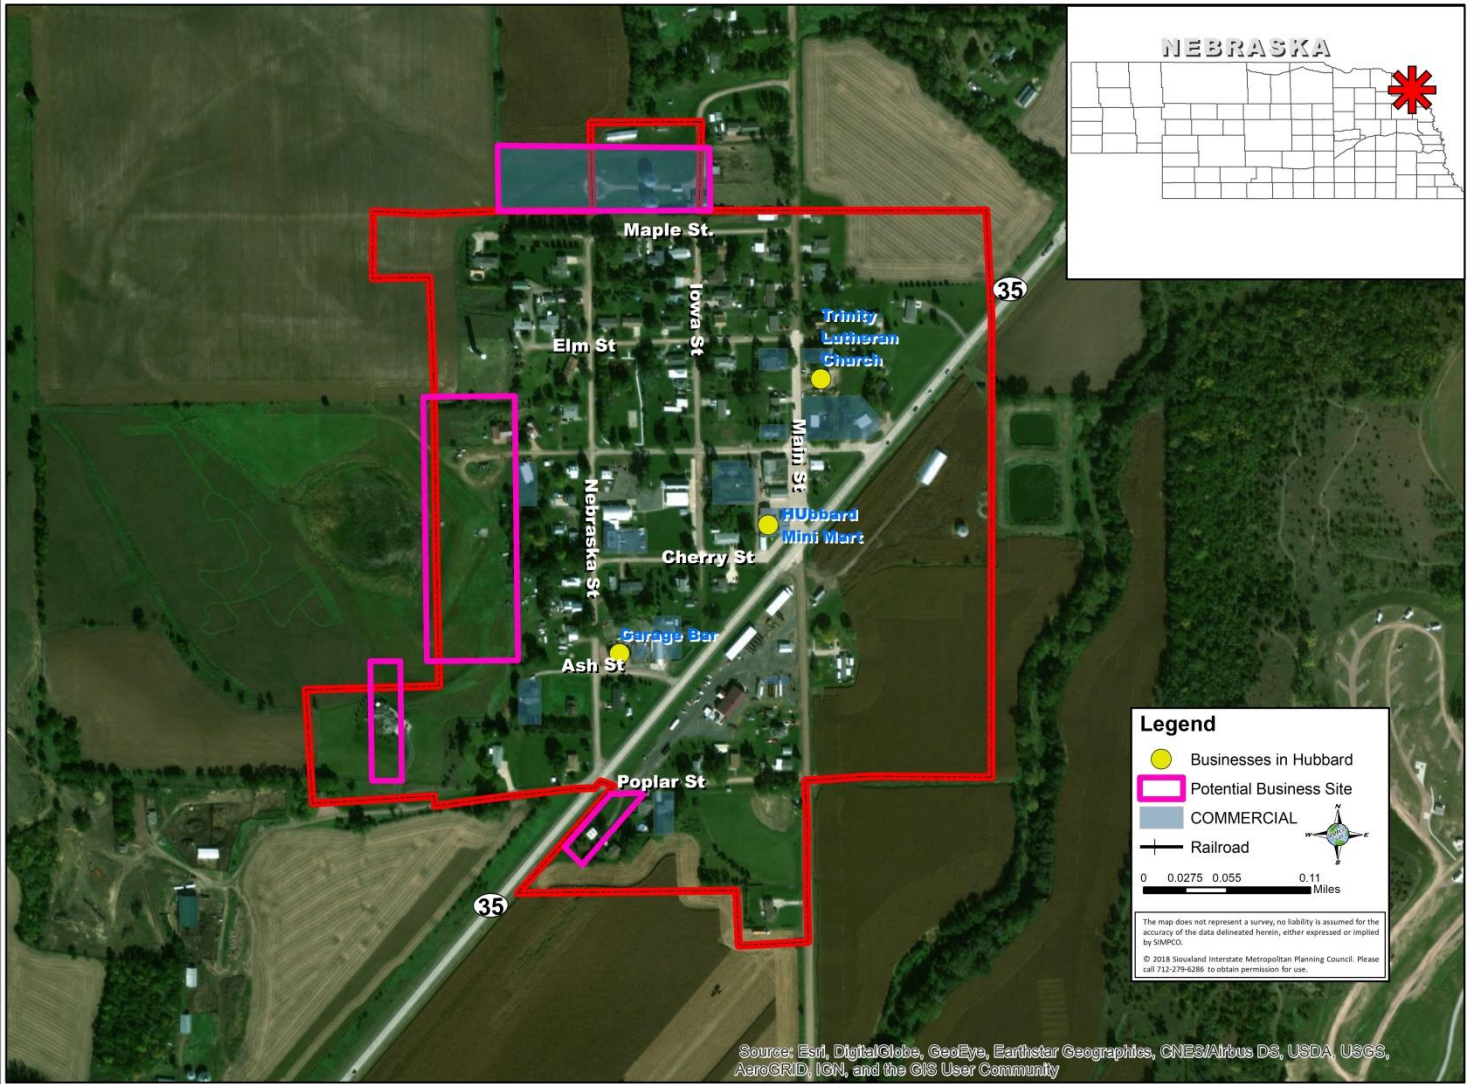 NEBRASKA
Maple St.
Iowa St
35
Trinity
Lutheran
Church
Elm St
Main St
Nebraska St
HUbbard
Mini Mart
Cherry St
Garage Bar
Ash St
Poplar St
35
Legend
Businesses in Hubbard
Potential Business Site
COMMERCIAL
Railroad
N
W E
S
0 0.0275 0.055 0.11
Miles
The map does not represent a survey, no liability is assumed for the
accuracy of the data delineated herein, either expressed or implied
by SIMPCO.
© 2018 Siouxland Interstate Metropolitan Planning Council. Please
call 712-279-6286 to obtain permission for use.
Source: Esri, DigitalGlobe, GeoEye, Earthstar Geographics, CNES/Airbus DS, USDA, USGS,
AeroGRID, IGN, and the GIS User Community